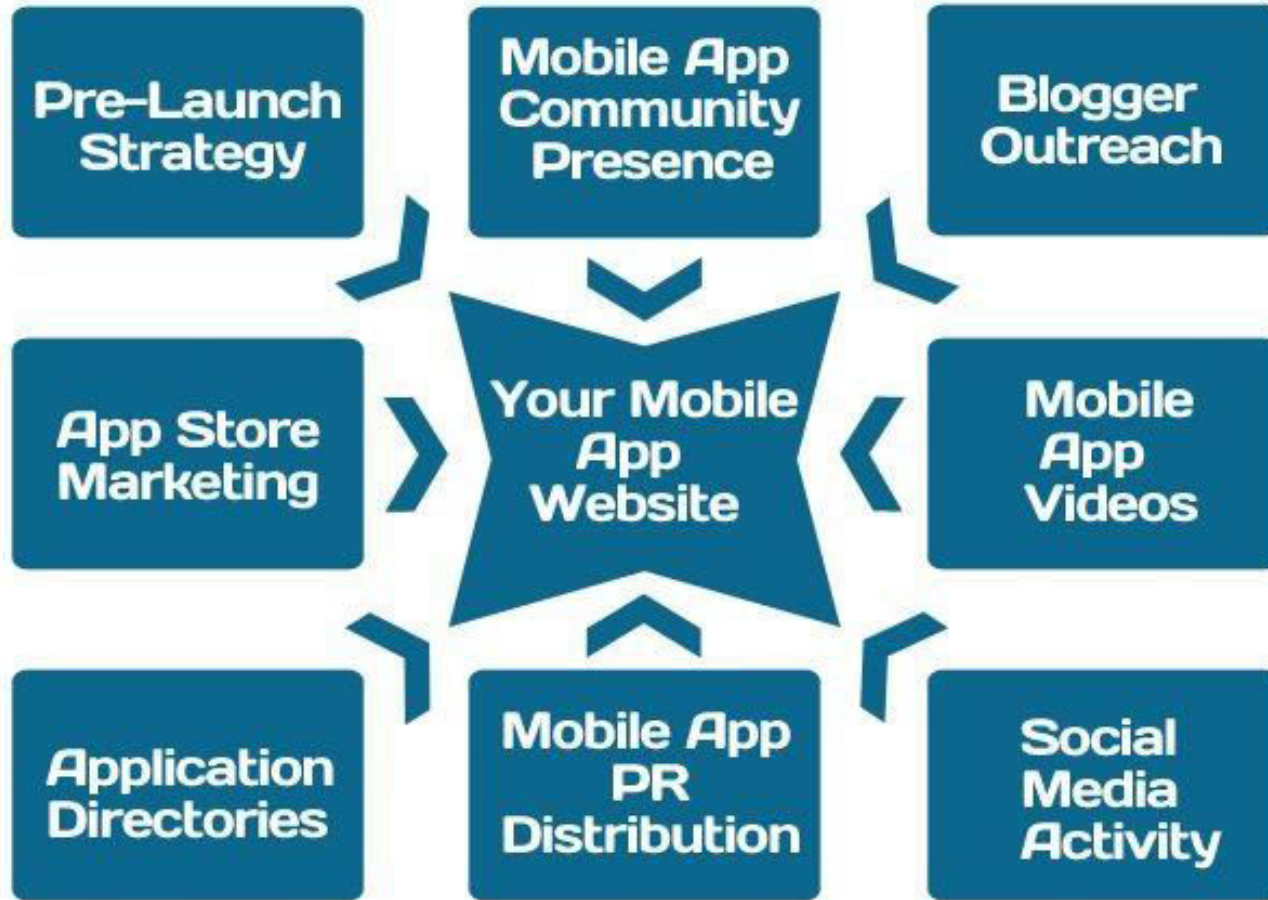 Pre-Launch
Strategy
Mobile App
Community
Presence
Blogger
Outreach
App Store
Marketing
Your Mobile
App
Website
Mobile
App
Videos
Application
Directories
Mobile App
PR
Distribution
Social
Media
Activity